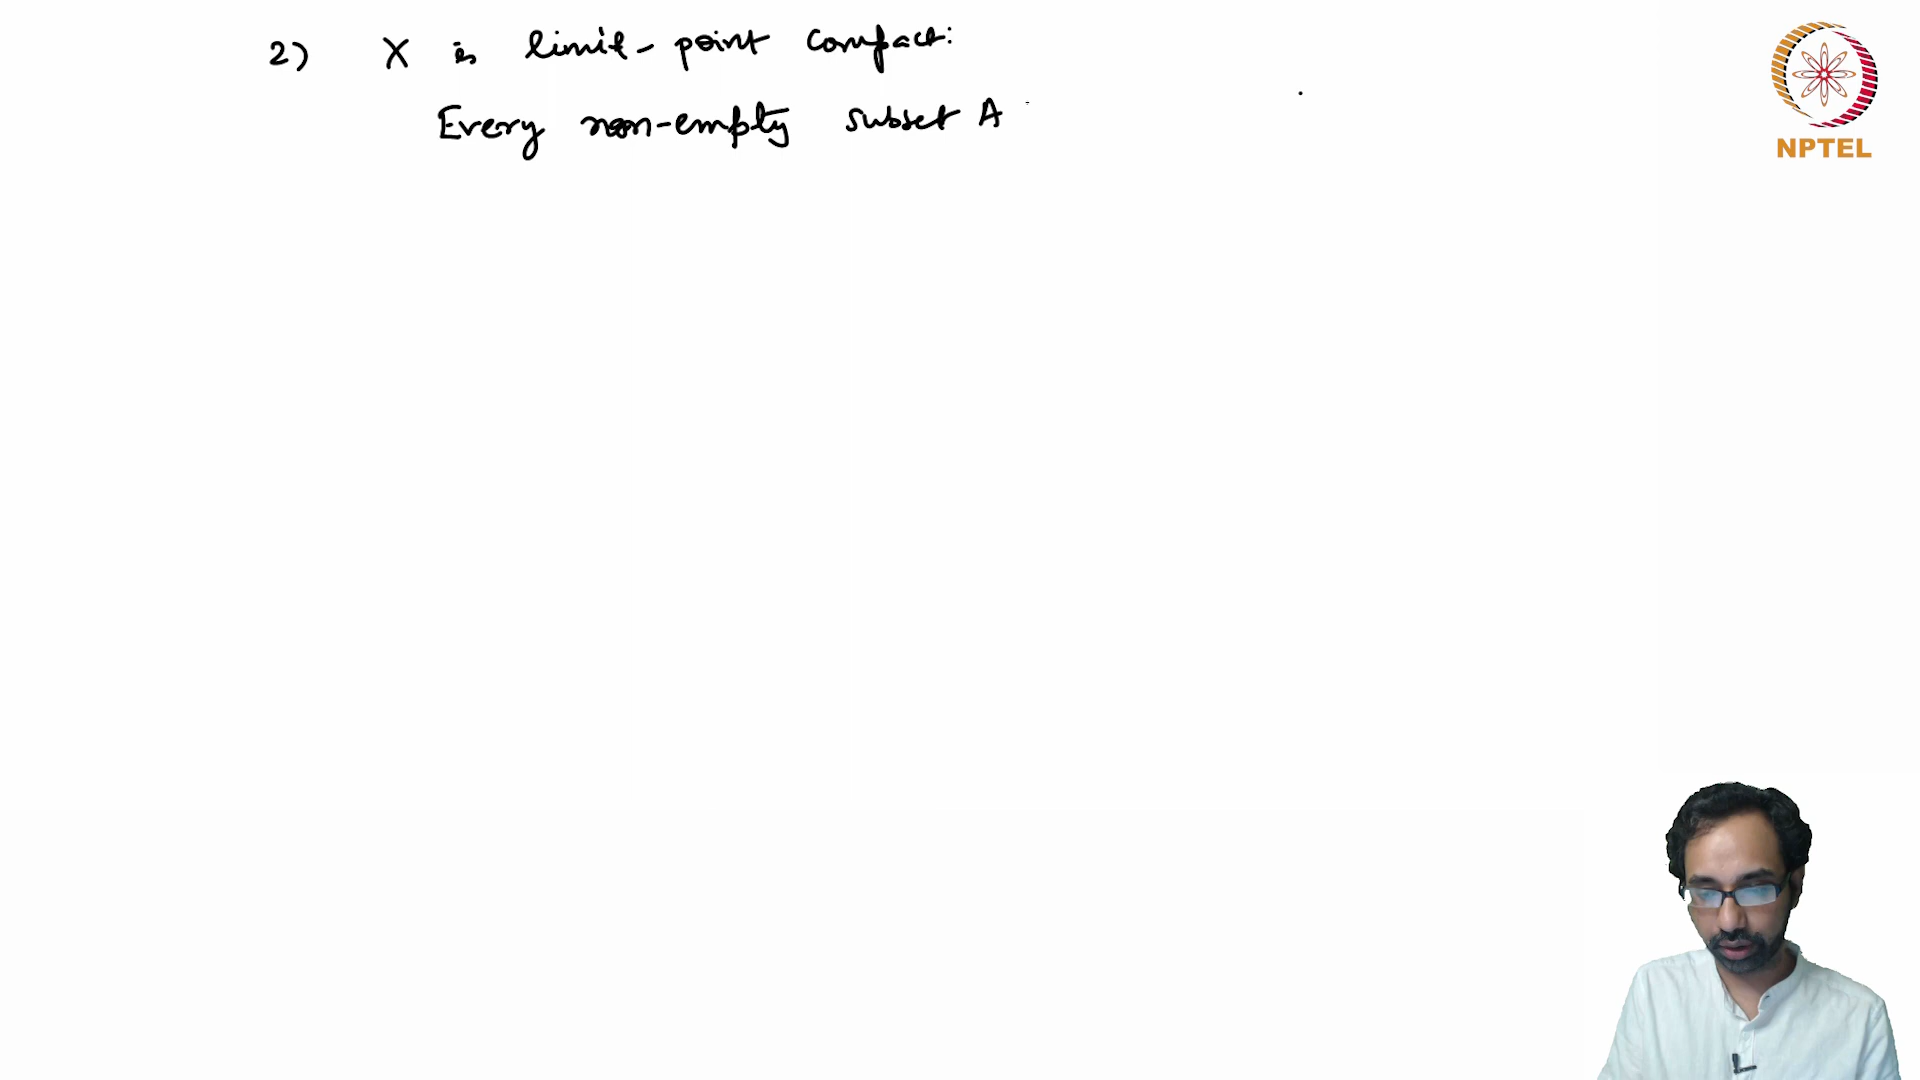 2) X is limit-point compact:
Every non-empty subset A
NPTEL